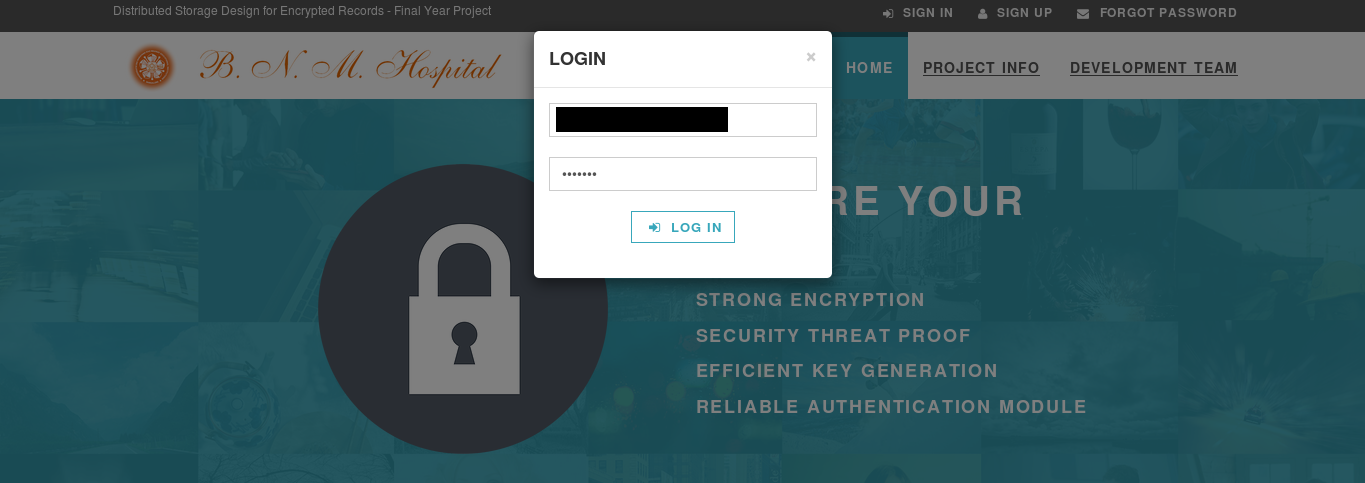 Distributed Storage Design for Encrypted Records - Final Year Project
SIGN IN SIGN UP FORGOT PASSWORD
B. N. M. Hospital
LOGIN ×
HOME PROJECT INFO DEVELOPMENT TEAM
•••••••
LOG IN
RE YOUR
STRONG ENCRYPTION
SECURITY THREAT PROOF
EFFICIENT KEY GENERATION
RELIABLE AUTHENTICATION MODULE